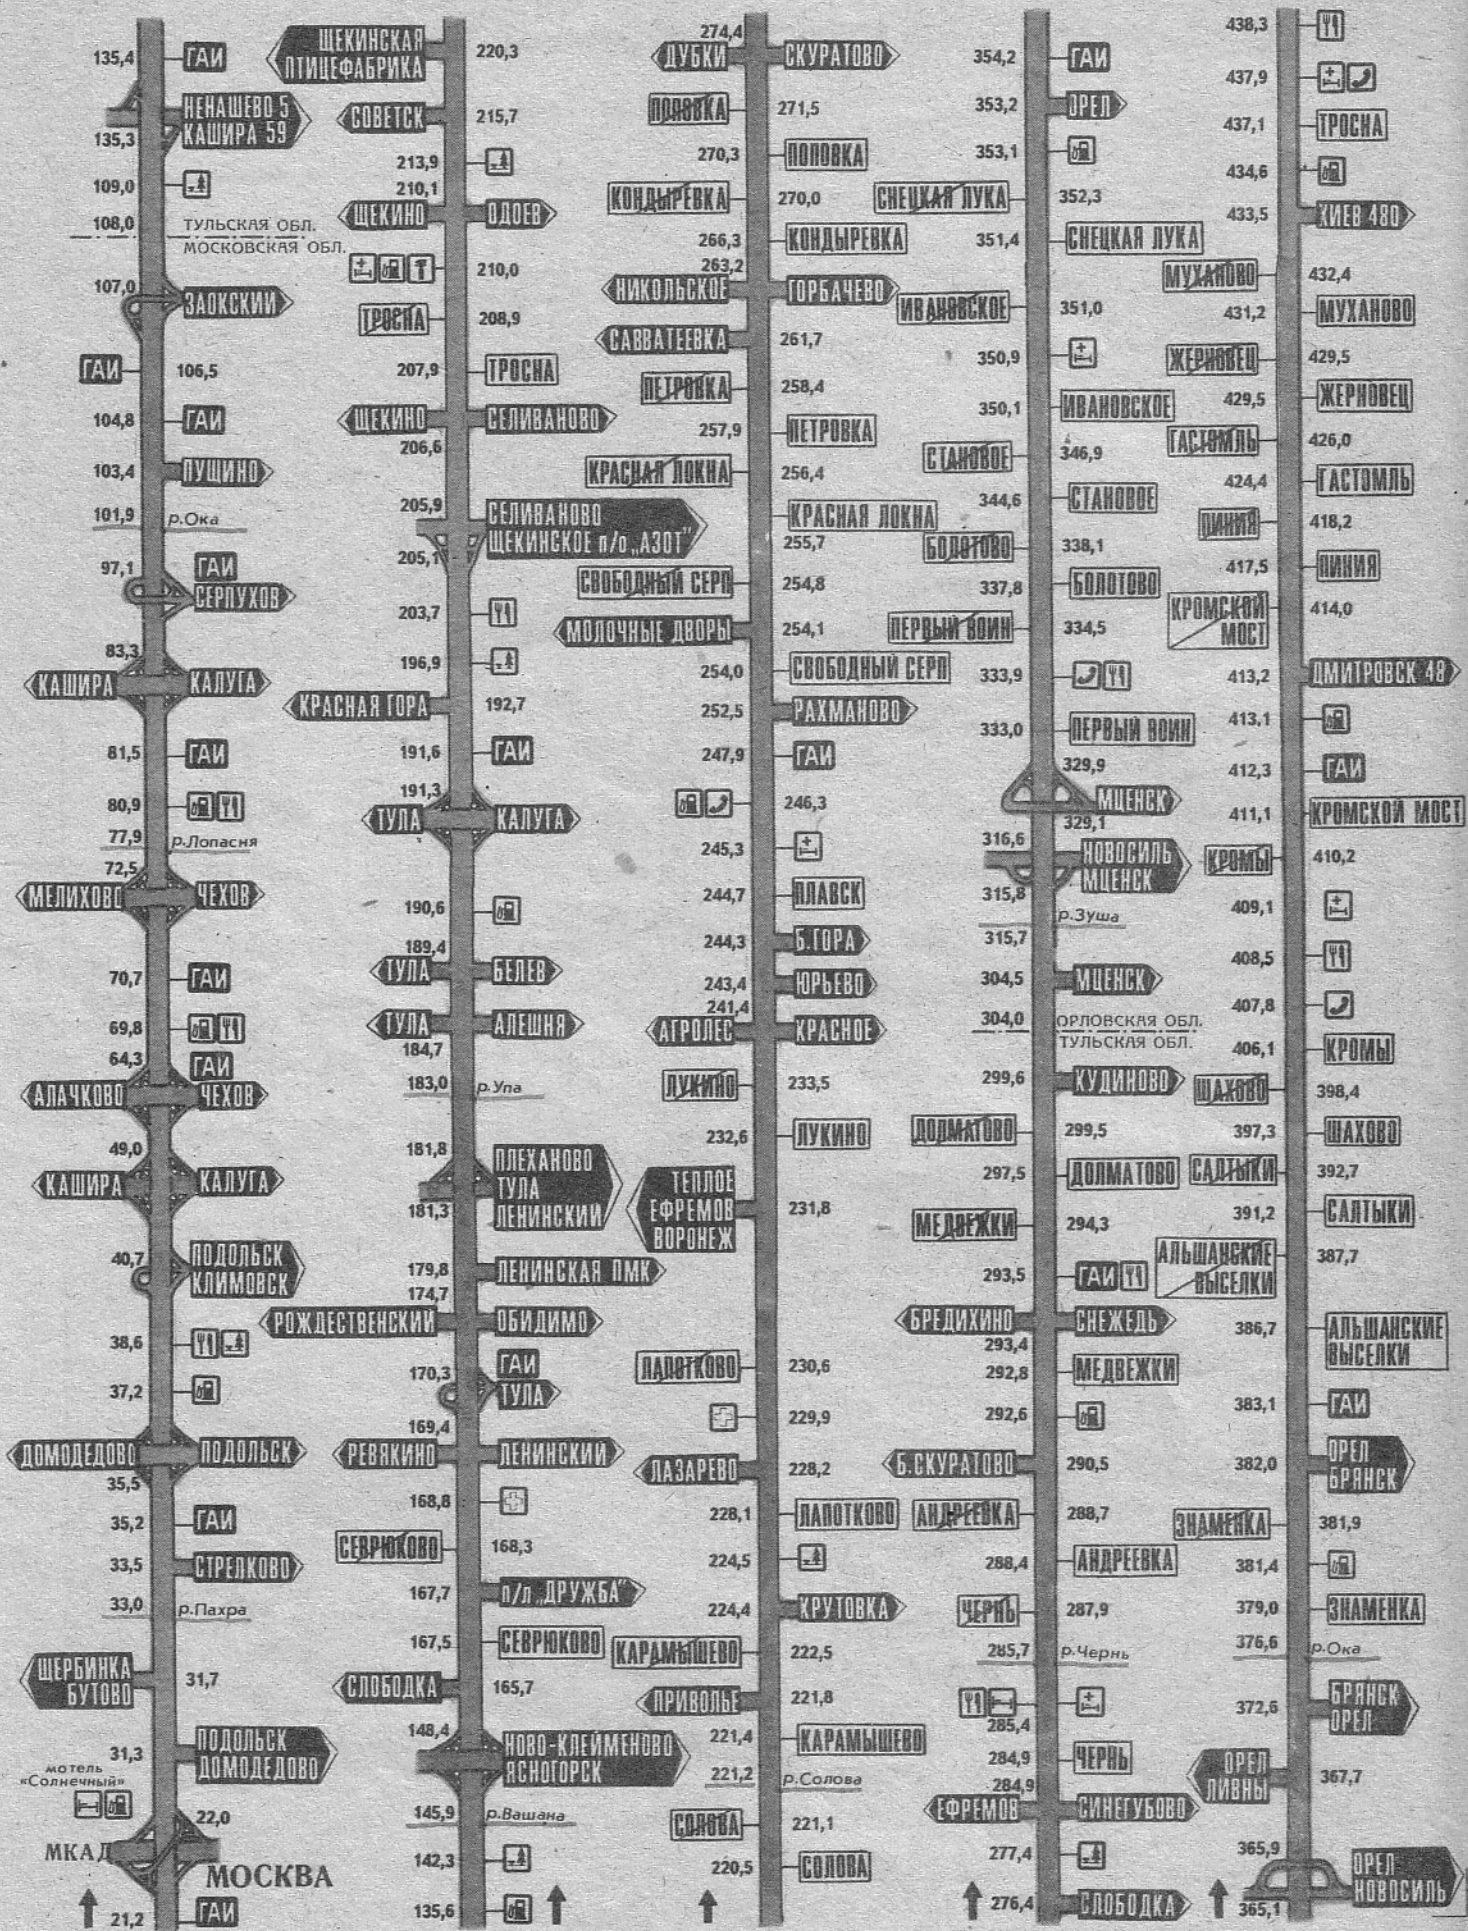 135,4 ГАИ
НЕНАШЕВО 5
КАШИРА 59
135,3
109,0
108,0 ТУЛЬСКАЯ ОБЛ.
МОСКОВСКАЯ ОБЛ.
107,0
ЗАОКСКИЙ
ГАИ 106,5
104,8 ГАИ
103,4 ПУЩИНО
101,9 р.Ока
97,1 ГАИ
СЕРПУХОВ
83,3
КАШИРА КАЛУГА
81,5 ГАИ
80,9
77,9 р.Лопасня
72,5
МЕЛИХОВО ЧЕХОВ
70,7 ГАИ
69,8
64,3 ГАИ
АЛАЧКОВО ЧЕХОВ
49,0
КАШИРА КАЛУГА
40,7 ПОДОЛЬСК
КЛИМОВСК
38,6
37,2
ДОМОДЕДОВО ПОДОЛЬСК
35,5
35,2 ГАИ
33,5 СТРЕЛКОВО
33,0 р.Пахра
ЩЕРБИНКА
БУТОВО
31,7
31,3 ПОДОЛЬСК
ДОМОДЕДОВО
мотель
«Солнечный»
22,0
МКАД
МОСКВА
21,2 ГАИ
ЩЕКИНСКАЯ
ПТИЦЕФАБРИКА
220,3
СОВЕТСК 215,7
213,9
210,1
ЩЕКИНО ОДОЕВ
210,0
ТРОСНА 208,9
207,9 ТРОСНА
ЩЕКИНО СЕЛИВАНОВО
206,6
205,9 СЕЛИВАНОВО
ЩЕКИНСКОЕ п/о „АЗОТ"
205,1
203,7
196,9
КРАСНАЯ ГОРА 192,7
191,6 ГАИ
191,3
ТУЛА КАЛУГА
190,6
189,4
ТУЛА БЕЛЕВ
ТУЛА АЛЕШНЯ
184,7
183,0 р.Упа
181,8 ПЛЕХАНОВО
ТУЛА
ЛЕНИНСКИЙ
181,3
179,8 ЛЕНИНСКАЯ ПМК
174,7
РОЖДЕСТВЕНСКИЙ ОБИДИМО
170,3 ГАИ
ТУЛА
169,4
РЕВЯКИНО ЛЕНИНСКИЙ
168,8
СЕВРЮКОВО 168,3
167,7 п/л „ДРУЖБА"
167,5 СЕВРЮКОВО
СЛОБОДКА 165,7
148,4 НОВО-КЛЕЙМЕНОВО
ЯСНОГОРСК
145,9 р.Вашана
142,3
135,6
274,4
ДУБКИ СКУРАТОВО
ПОПОВКА 271,5
270,3 ПОПОВКА
КОНДЫРЕВКА 270,0
266,3 КОНДЫРЕВКА
263,2
НИКОЛЬСКОЕ ГОРБАЧЕВО
САВВАТЕЕВКА 261,7
ПЕТРОВКА 258,4
257,9 ПЕТРОВКА
КРАСНАЯ ЛОКНА 256,4
КРАСНАЯ ЛОКНА
255,7
СВОБОДНЫЙ СЕРП 254,8
МОЛОЧНЫЕ ДВОРЫ 254,1
254,0 СВОБОДНЫЙ СЕРП
252,5 РАХМАНОВО
247,9 ГАИ
246,3
245,3
244,7 ПЛАВСК
244,3 Б.ГОРА
243,4 ЮРЬЕВО
241,4
АГРОЛЕС КРАСНОЕ
ЛУКИНО 233,5
232,6 ЛУКИНО
ТЕПЛОЕ
ЕФРЕМОВ
ВОРОНЕЖ
231,8
ЛАПОТКОВО 230,6
229,9
ЛАЗАРЕВО 228,2
228,1 ЛАПОТКОВО
224,5
224,4 КРУТОВКА
КАРАМЫШЕВО 222,5
ПРИВОЛЬЕ 221,8
221,4 КАРАМЫШЕВО
221,2 р.Солова
СОЛОВА 221,1
220,5 СОЛОВА
354,2 ГАИ
353,2 ОРЕЛ
353,1
СНЕЦКАЯ ЛУКА 352,3
351,4 СНЕЦКАЯ ЛУКА
ИВАНОВСКОЕ 351,0
350,9
350,1 ИВАНОВСКОЕ
СТАНОВОЕ 346,9
344,6 СТАНОВОЕ
БОЛОТОВО 338,1
337,8 БОЛОТОВО
ПЕРВЫЙ ВОИН 334,5
333,9
333,0 ПЕРВЫЙ ВОИН
329,9
МЦЕНСК
329,1
316,6 НОВОСИЛЬ
МЦЕНСК
315,8
р.Зуша
315,7
304,5 МЦЕНСК
304,0 ОРЛОВСКАЯ ОБЛ.
ТУЛЬСКАЯ ОБЛ.
299,6 КУДИНОВО
ДОЛМАТОВО 299,5
297,5 ДОЛМАТОВО
МЕДВЕЖКИ 294,3
293,5 ГАИ
БРЕДИХИНО СНЕЖЕДЬ
293,4
292,8 МЕДВЕЖКИ
292,6
Б.СКУРАТОВО 290,5
АНДРЕЕВКА 288,7
288,4 АНДРЕЕВКА
ЧЕРНЬ 287,9
285,7 р.Чернь
285,4
284,9 ЧЕРНЬ
284,9
ЕФРЕМОВ СИНЕГУБОВО
277,4
276,4 СЛОБОДКА
438,3
437,9
437,1 ТРОСНА
434,6
433,5 КИЕВ 480
МУХАНОВО 432,4
431,2 МУХАНОВО
ЖЕРНОВЕЦ 429,5
429,5 ЖЕРНОВЕЦ
ГАСТОМЛЬ 426,0
424,4 ГАСТОМЛЬ
ЛИНИЯ 418,2
417,5 ЛИНИЯ
КРОМСКОЙ
МОСТ
414,0
413,2 ДМИТРОВСК 48
413,1
412,3 ГАИ
411,1 КРОМСКОЙ МОСТ
КРОМЫ 410,2
409,1
408,5
407,8
406,1 КРОМЫ
ШАХОВО 398,4
397,3 ШАХОВО
САЛТЫКИ 392,7
391,2 САЛТЫКИ
АЛЬШАНСКИЕ
ВЫСЕЛКИ
387,7
386,7 АЛЬШАНСКИЕ
ВЫСЕЛКИ
383,1 ГАИ
382,0 ОРЕЛ
БРЯНСК
ЗНАМЕНКА 381,9
381,4
379,0 ЗНАМЕНКА
376,6 р.Ока
372,6 БРЯНСК
ОРЕЛ
ОРЕЛ
ЛИВНЫ
367,7
365,9 ОРЕЛ
НОВОСИЛЬ
365,1